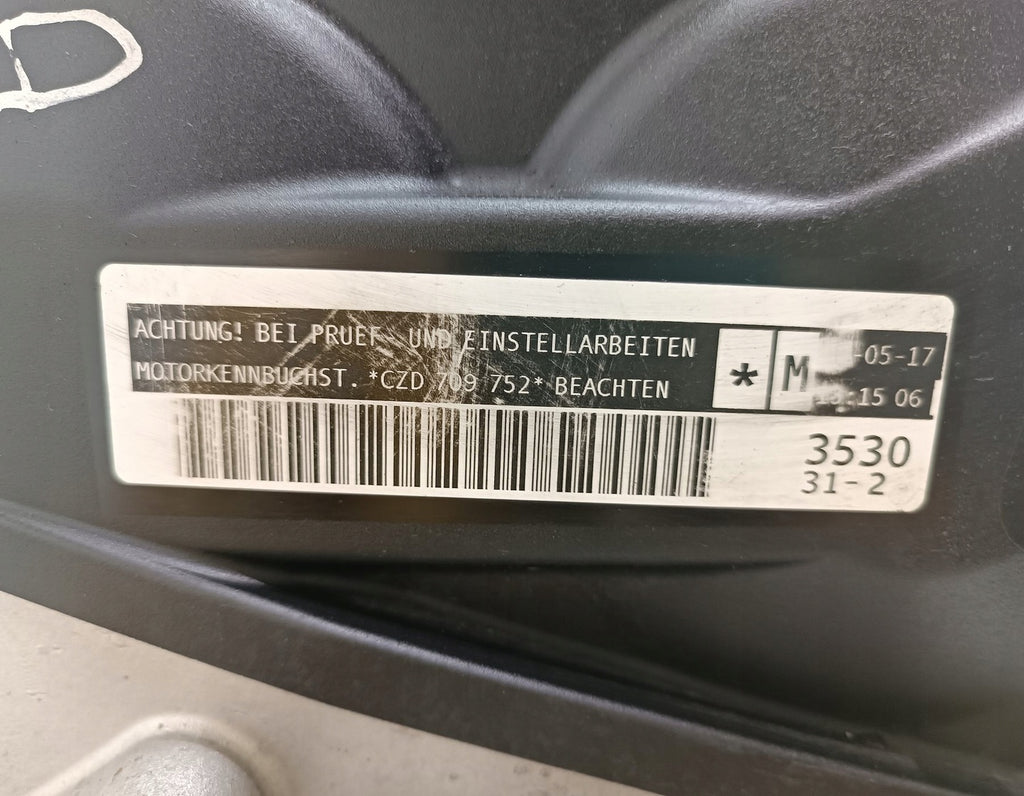 D
ACHTUNG! BEI PRUEF- UND EINSTELLARBEITEN
MOTORKENNBUCHST. *CZD 709 752* BEACHTEN
* M
-05-17
:15 06
3530
31-2